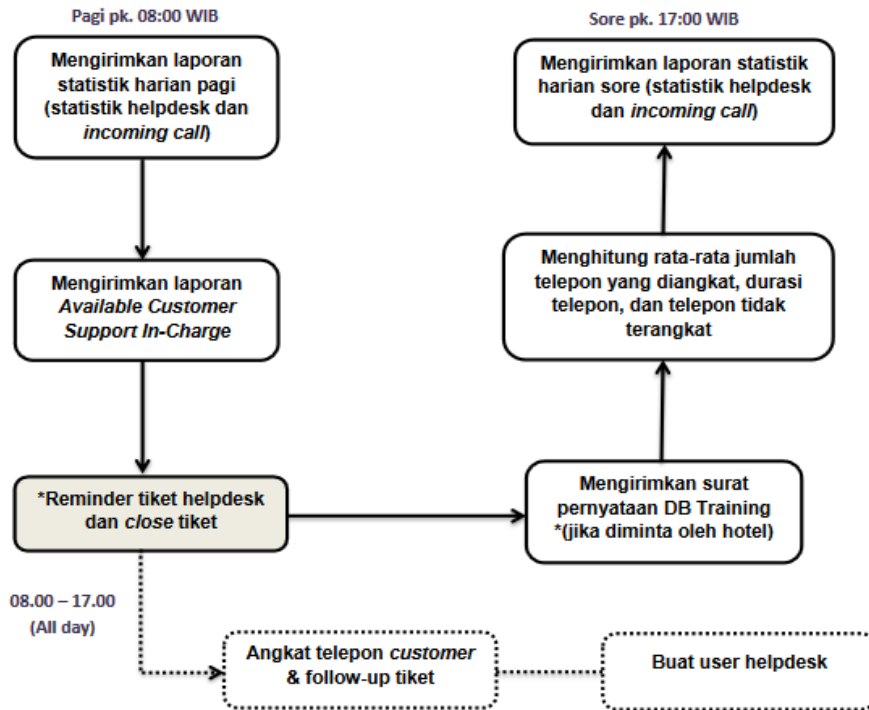 Pagi pk. 08:00 WIB
Mengirimkan laporan
statistik harian pagi
(statistik helpdesk dan
incoming call)
Mengirimkan laporan
Available Customer
Support In-Charge
*Reminder tiket helpdesk
dan close tiket
08.00 – 17.00
(All day)
Sore pk. 17:00 WIB
Mengirimkan laporan statistik
harian sore (statistik helpdesk
dan incoming call)
Menghitung rata-rata jumlah
telepon yang diangkat, durasi
telepon, dan telepon tidak
terangkat
Mengirimkan surat
pernyataan DB Training
*(jika diminta oleh hotel)
Angkat telepon customer
& follow-up tiket
Buat user helpdesk